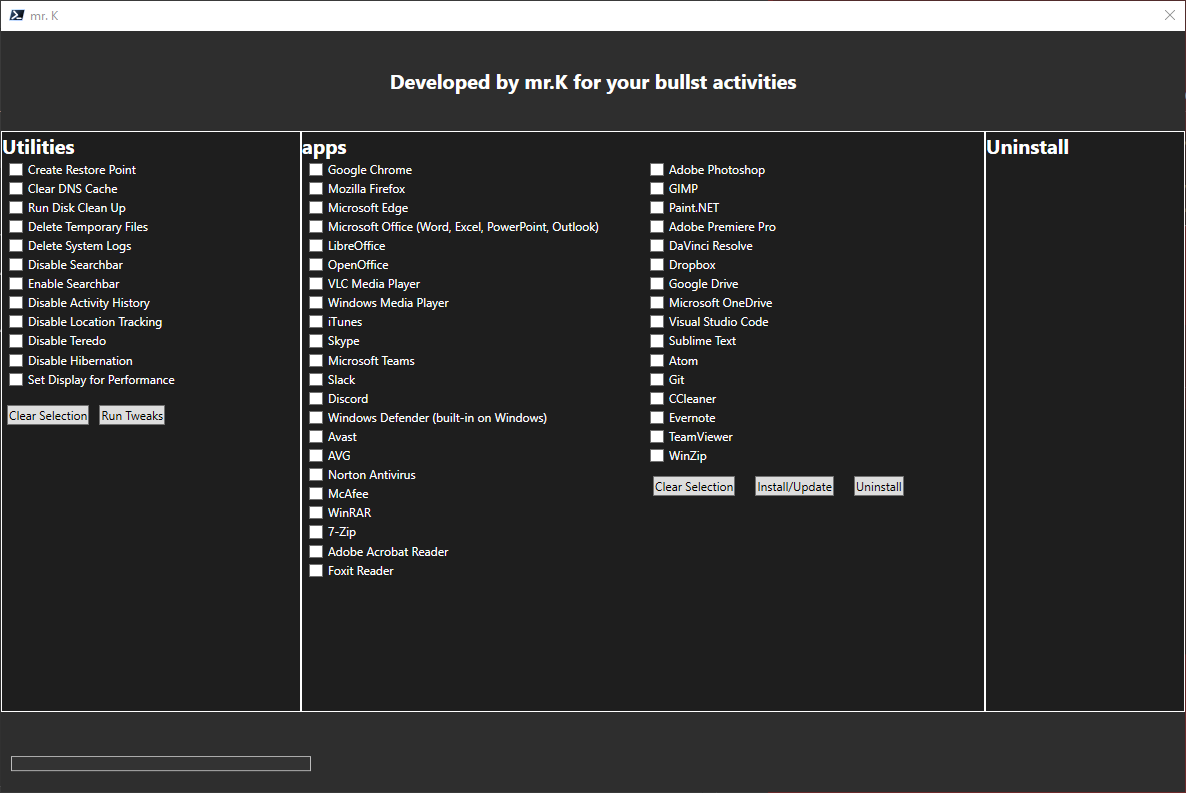 mr. K
Developed by mr.K for your bullst activities
Utilities
Create Restore Point
Clear DNS Cache
Run Disk Clean Up
Delete Temporary Files
Delete System Logs
Disable Searchbar
Enable Searchbar
Disable Activity History
Disable Location Tracking
Disable Teredo
Disable Hibernation
Set Display for Performance
Clear Selection
Run Tweaks
apps
Google Chrome
Mozilla Firefox
Microsoft Edge
Microsoft Office (Word, Excel, PowerPoint, Outlook)
LibreOffice
OpenOffice
VLC Media Player
Windows Media Player
iTunes
Skype
Microsoft Teams
Slack
Discord
Windows Defender (built-in on Windows)
Avast
AVG
Norton Antivirus
McAfee
WinRAR
7-Zip
Adobe Acrobat Reader
Foxit Reader
Adobe Photoshop
GIMP
Paint.NET
Adobe Premiere Pro
DaVinci Resolve
Dropbox
Google Drive
Microsoft OneDrive
Visual Studio Code
Sublime Text
Atom
Git
CCleaner
Evernote
TeamViewer
WinZip
Clear Selection
Install/Update
Uninstall
Uninstall